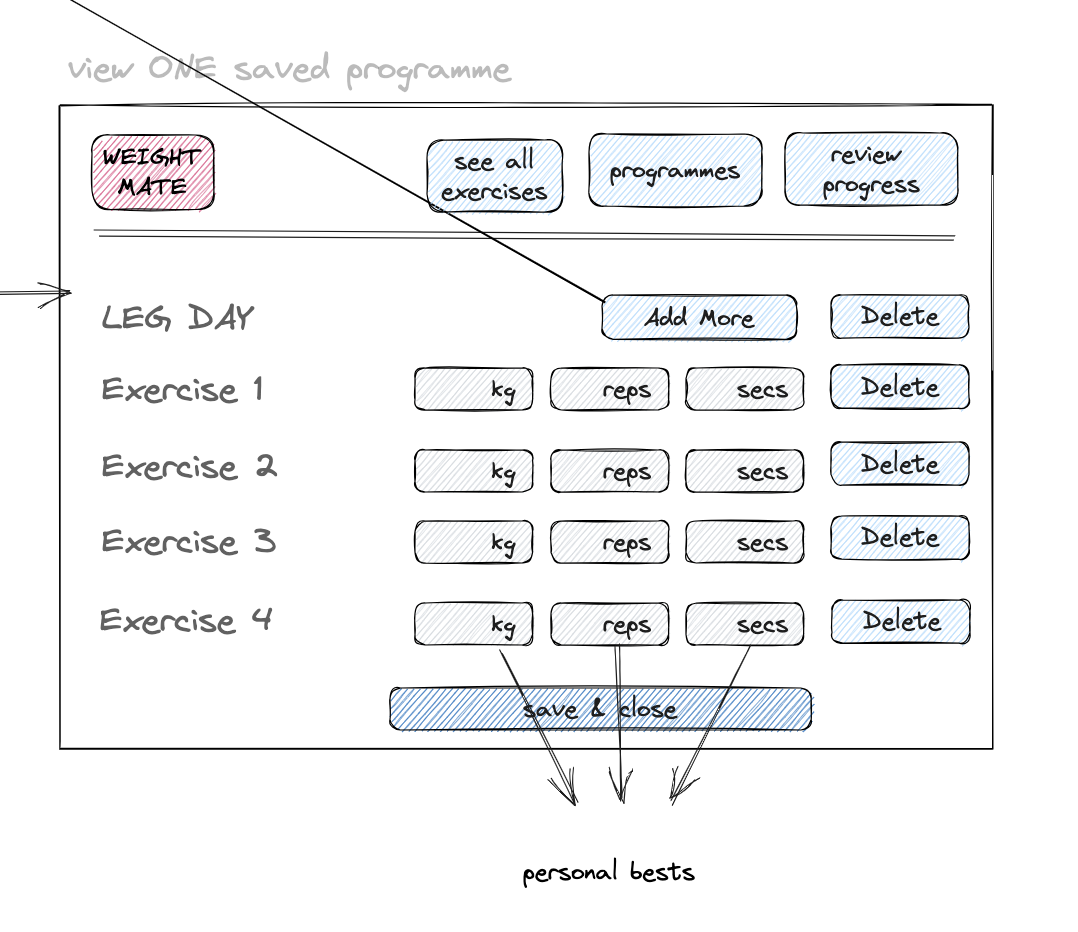 view ONE saved programme
WEIGHT
MATE
see all
exercises
programmes
review
progress
LEG DAY
Add More
Delete
Exercise 1
kg
reps
secs
Delete
Exercise 2
kg
reps
secs
Delete
Exercise 3
kg
reps
secs
Delete
Exercise 4
kg
reps
secs
Delete
save & close
personal bests